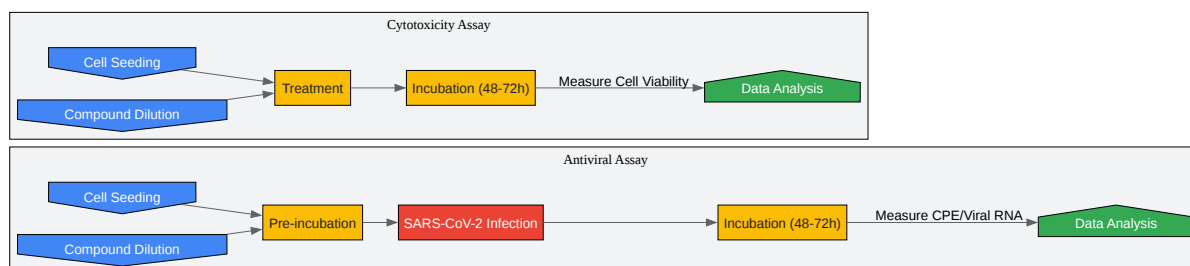 Cytotoxicity Assay
Cell Seeding
Compound Dilution
Treatment
Incubation (48-72h)
Measure Cell Viability
Data Analysis
Antiviral Assay
Cell Seeding
Compound Dilution
Pre-incubation
SARS-CoV-2 Infection
Incubation (48-72h)
Measure CPE/Viral RNA
Data Analysis